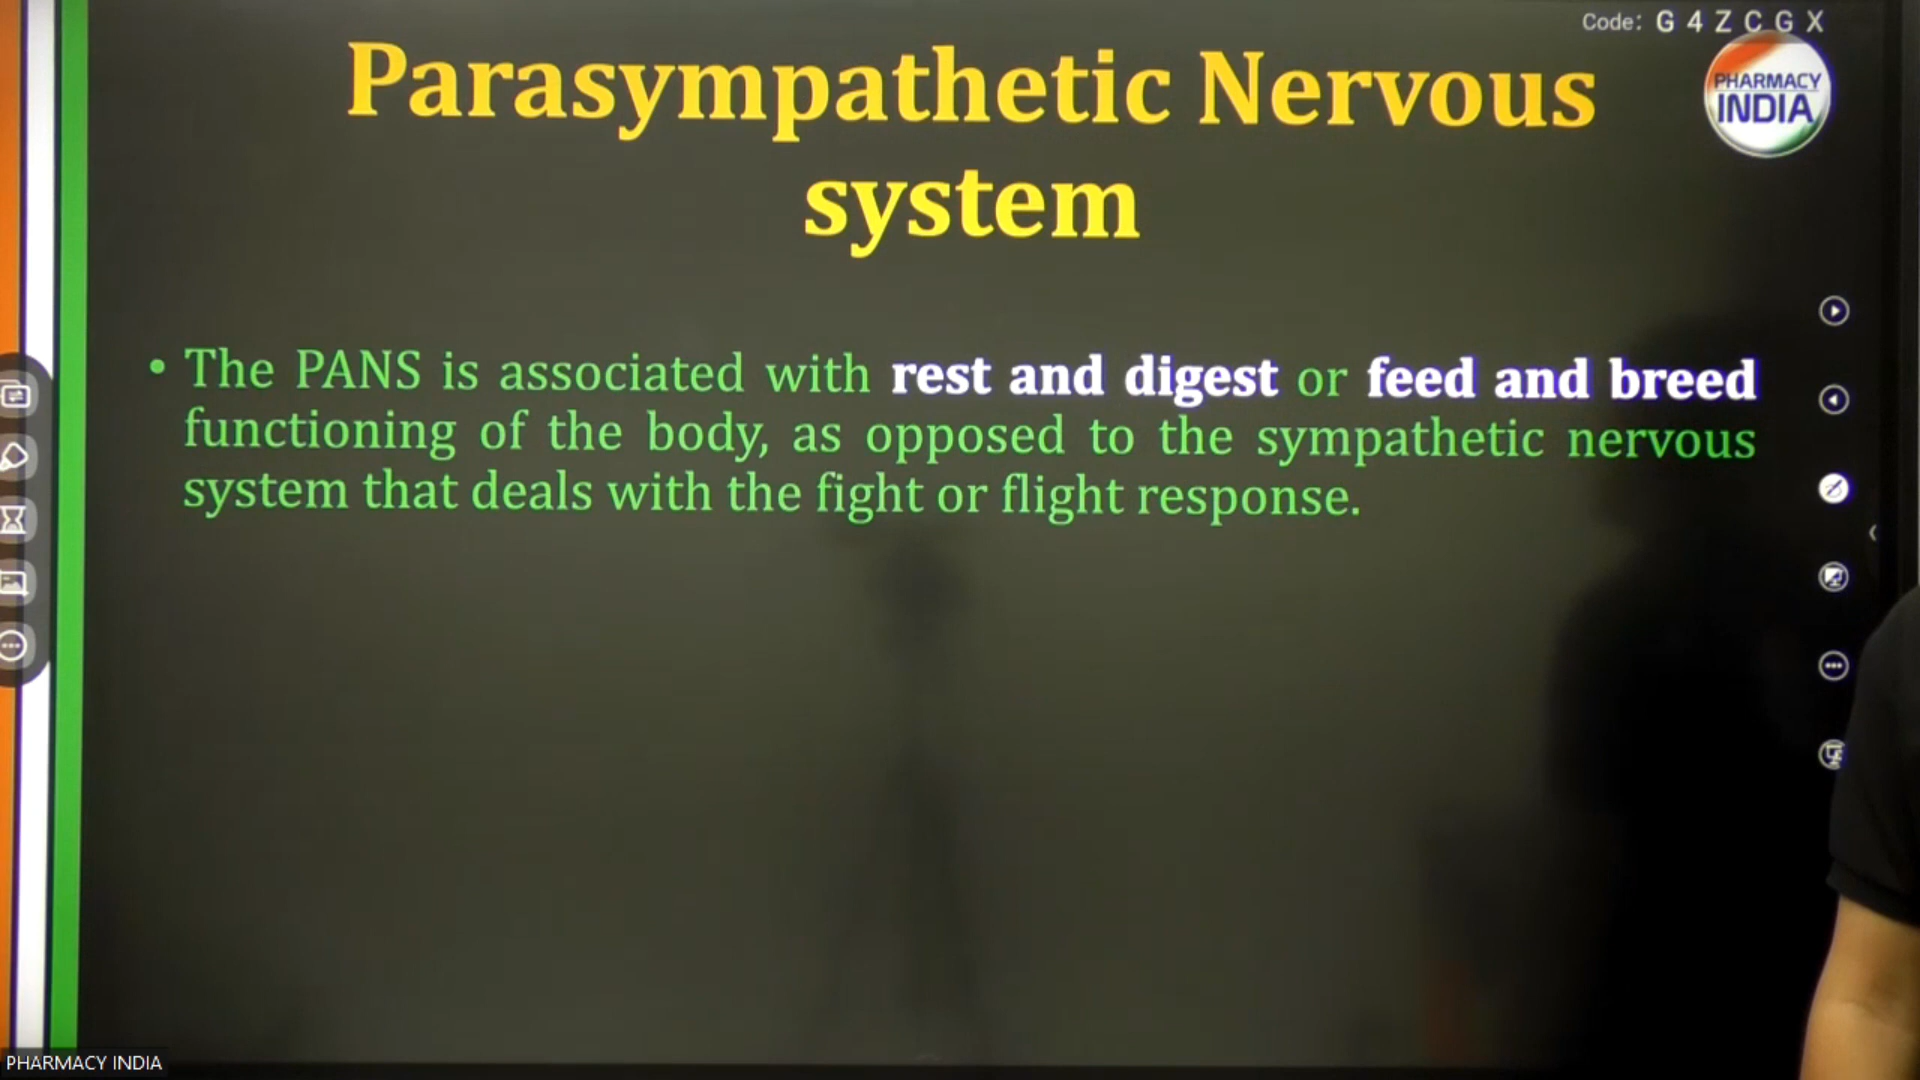 Code: G 4 Z C G X
PHARMACY
INDIA
Parasympathetic Nervous
system
• The PANS is associated with rest and digest or feed and breed
functioning of the body, as opposed to the sympathetic nervous
system that deals with the fight or flight response.
PHARMACY INDIA